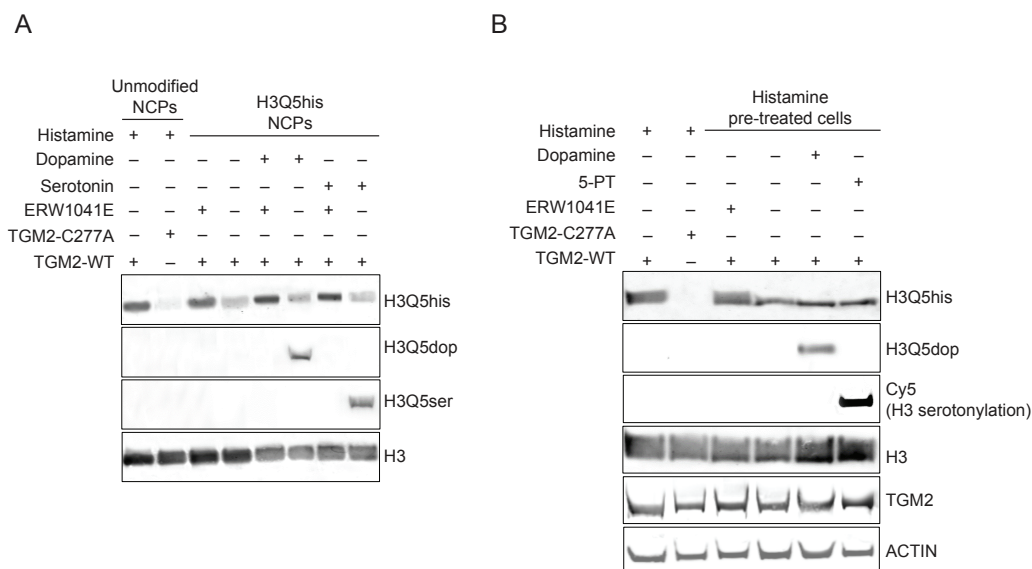 A
Unmodified
NCPs
H3Q5his
NCPs
Histamine + +
Dopamine – – – – + + – –
Serotonin – – – – – – + +
ERW1041E – – + – + – + –
TGM2-C277A – + – – – – – –
TGM2-WT + – + + + + + +
H3Q5his
H3Q5dop
H3Q5ser
H3
B
Histamine
pre-treated cells
Histamine + +
Dopamine – – – – + –
5-PT – – – – – +
ERW1041E – – + – – –
TGM2-C277A – + – – – –
TGM2-WT + – + + + +
H3Q5his
H3Q5dop
Cy5
(H3 serotonylation)
H3
TGM2
ACTIN